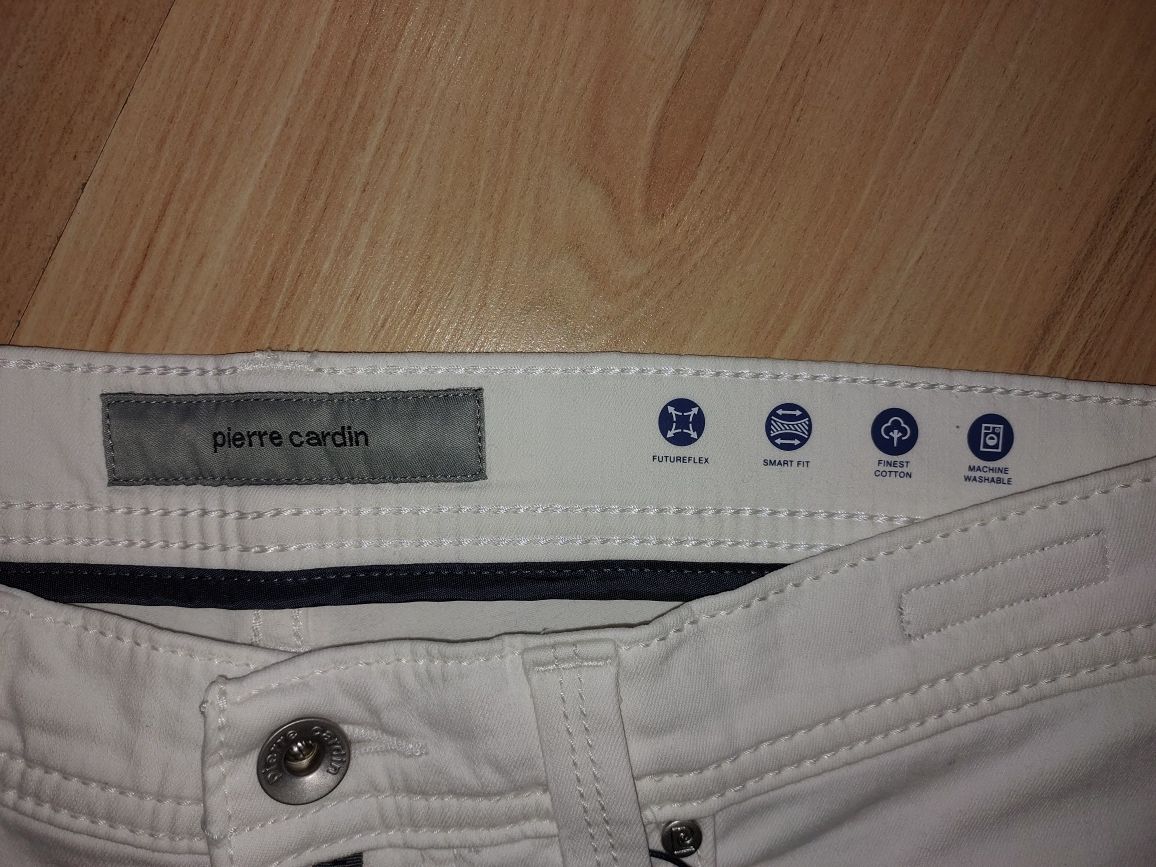 pierre cardin
FUTUREFLEX
SMART FIT
FINEST
COTTON
MACHINE
WASHABLE
pierre cardin